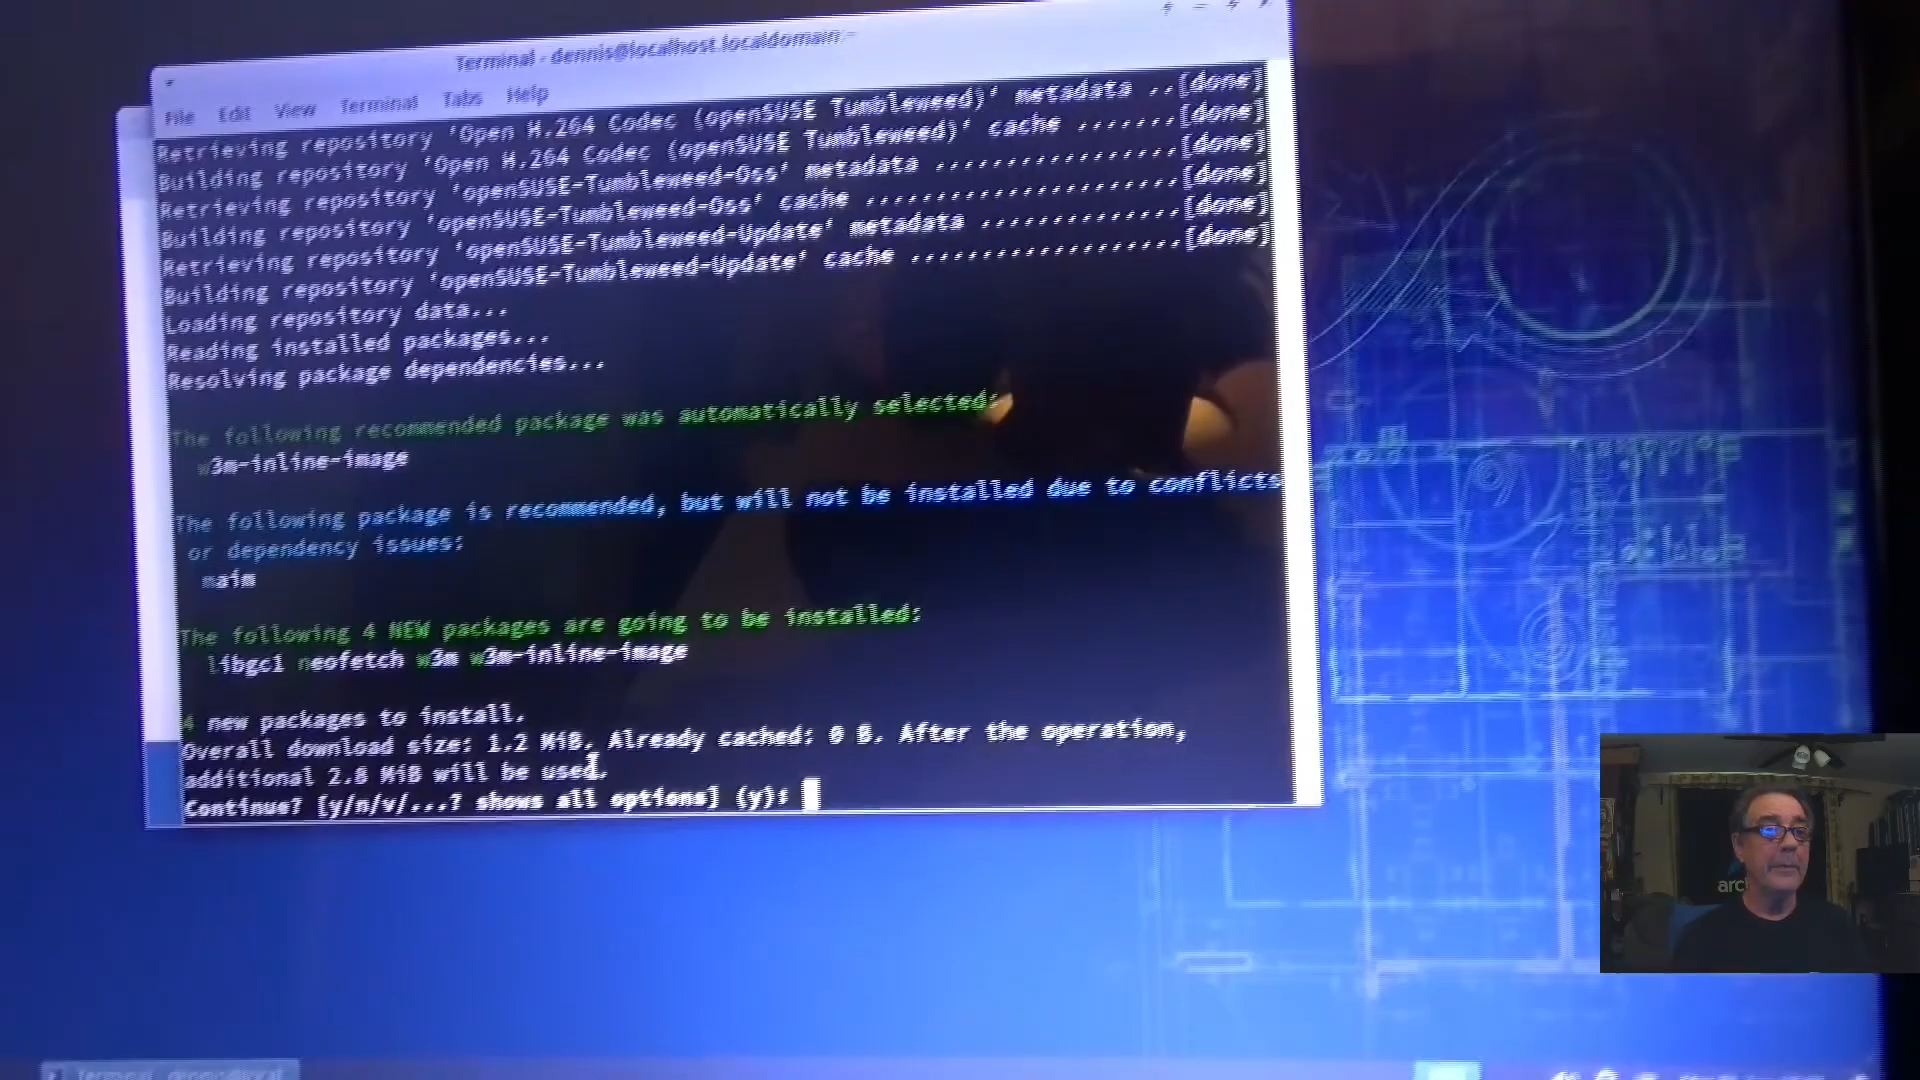 Terminal - dennis@localhost.localdomain:~
File Edit View Terminal Tabs Help
Retrieving repository 'Open H.264 Codec (openSUSE Tumbleweed)' metadata ..[done]
Building repository 'Open H.264 Codec (openSUSE Tumbleweed)' cache .......[done]
Retrieving repository 'openSUSE-Tumbleweed-Oss' metadata .................[done]
Building repository 'openSUSE-Tumbleweed-Oss' cache ......................[done]
Retrieving repository 'openSUSE-Tumbleweed-Update' metadata ..............[done]
Building repository 'openSUSE-Tumbleweed-Update' cache ...................[done]
Loading repository data...
Reading installed packages...
Resolving package dependencies...
The following recommended package was automatically selected:
w3m-inline-image
The following package is recommended, but will not be installed due to conflicts
or dependency issues:
maim
The following 4 NEW packages are going to be installed:
libgc1 neofetch w3m w3m-inline-image
4 new packages to install.
Overall download size: 1.2 MiB. Already cached: 0 B. After the operation,
additional 2.8 MiB will be used.
Continue? [y/n/v/...? shows all options] (y):
arc